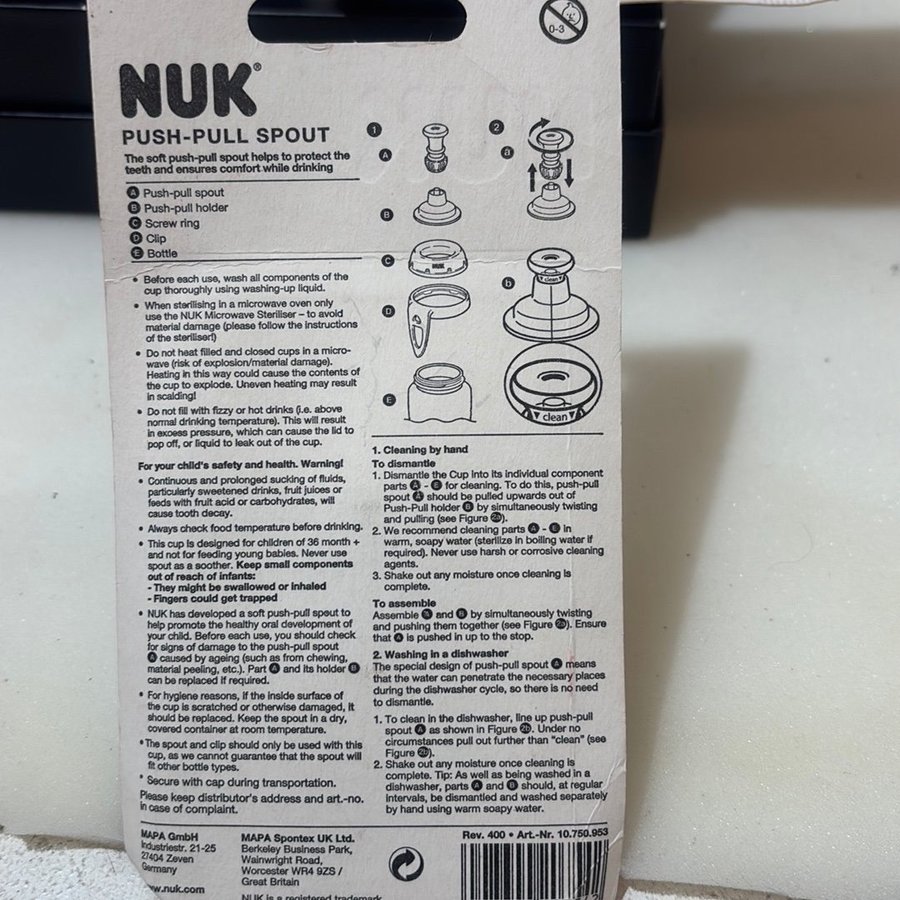 0-3
NUK®
PUSH-PULL SPOUT
The soft push-pull spout helps to protect the
teeth and ensures comfort while drinking
A Push-pull spout
B Push-pull holder
C Screw ring
D Clip
E Bottle
• Before each use, wash all components of the
cup thoroughly using washing-up liquid.
• When sterilising in a microwave oven only
use the NUK Microwave Steriliser – to avoid
material damage (please follow the instructions
of the steriliser!)
• Do not heat filled and closed cups in a micro-
wave (risk of explosion/material damage).
Heating in this way could cause the contents of
the cup to explode. Uneven heating may result
in scalding!
• Do not fill with fizzy or hot drinks (i.e. above
normal drinking temperature). This will result
in excess pressure, which can cause the lid to
pop off, or liquid to leak out of the cup.
For your child's safety and health. Warning!
• Continuous and prolonged sucking of fluids,
particularly sweetened drinks, fruit juices or
feeds with fruit acid or carbohydrates, will
cause tooth decay.
• Always check food temperature before drinking.
• This cup is designed for children of 36 month +
and not for feeding young babies. Never use
spout as a soother. Keep small components
out of reach of infants:
- They might be swallowed or inhaled
- Fingers could get trapped
• NUK has developed a soft push-pull spout to
help promote the healthy oral development of
your child. Before each use, you should check
for signs of damage to the push-pull spout
A caused by ageing (such as from chewing,
material peeling, etc.). Part A and its holder B
can be replaced if required.
• For hygiene reasons, if the inside surface of
the cup is scratched or otherwise damaged, it
should be replaced. Keep the spout in a dry,
covered container at room temperature.
• The spout and clip should only be used with this
cup, as we cannot guarantee that the spout will
fit other bottle types.
• Secure with cap during transportation.
Please keep distributor's address and art.-no.
in case of complaint.
1
A
B
C
NUK
D
E
2
a
b
clean
clean
1. Cleaning by hand
To dismantle
1. Dismantle the Cup into its individual component
parts A - E for cleaning. To do this, push-pull
spout A should be pulled upwards out of
Push-Pull holder B by simultaneously twisting
and pulling (see Figure 2a).
2. We recommend cleaning parts A - E in
warm, soapy water (sterilize in boiling water if
required). Never use harsh or corrosive cleaning
agents.
3. Shake out any moisture once cleaning is
complete.
To assemble
Assemble A and B by simultaneously twisting
and pushing them together (see Figure 2a). Ensure
that A is pushed in up to the stop.
2. Washing in a dishwasher
The special design of push-pull spout A means
that the water can penetrate the necessary places
during the dishwasher cycle, so there is no need
to dismantle.
1. To clean in the dishwasher, line up push-pull
spout A as shown in Figure 2b. Under no
circumstances pull out further than "clean" (see
Figure 2b).
2. Shake out any moisture once cleaning is
complete. Tip: As well as being washed in a
dishwasher, parts A and B should, at regular
intervals, be dismantled and washed separately
by hand using warm soapy water.
MAPA GmbH
Industriestr. 21-25
27404 Zeven
Germany
www.nuk.com
MAPA Spontex UK Ltd.
Berkeley Business Park,
Wainwright Road,
Worcester WR4 9ZS /
Great Britain
NUK is a registered trademark
Rev. 400 • Art.-Nr. 10.750.953